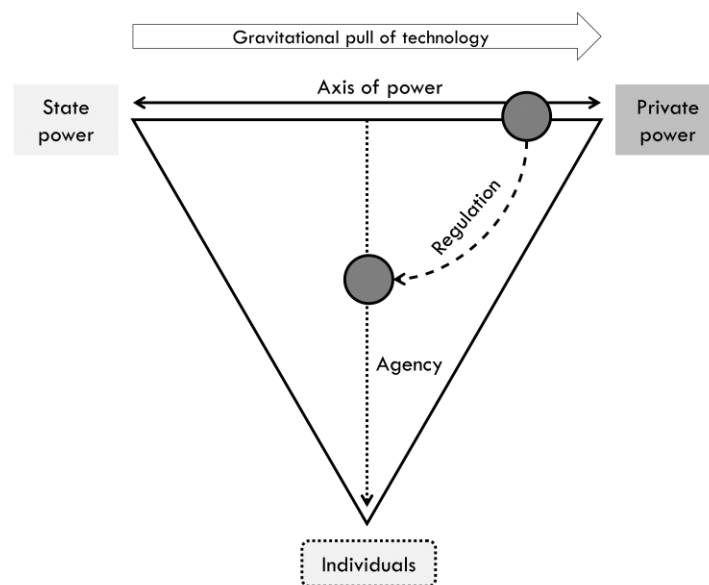 Gravitational pull of technology
Axis of power
State
power
Private
power
Regulation
Agency
Individuals